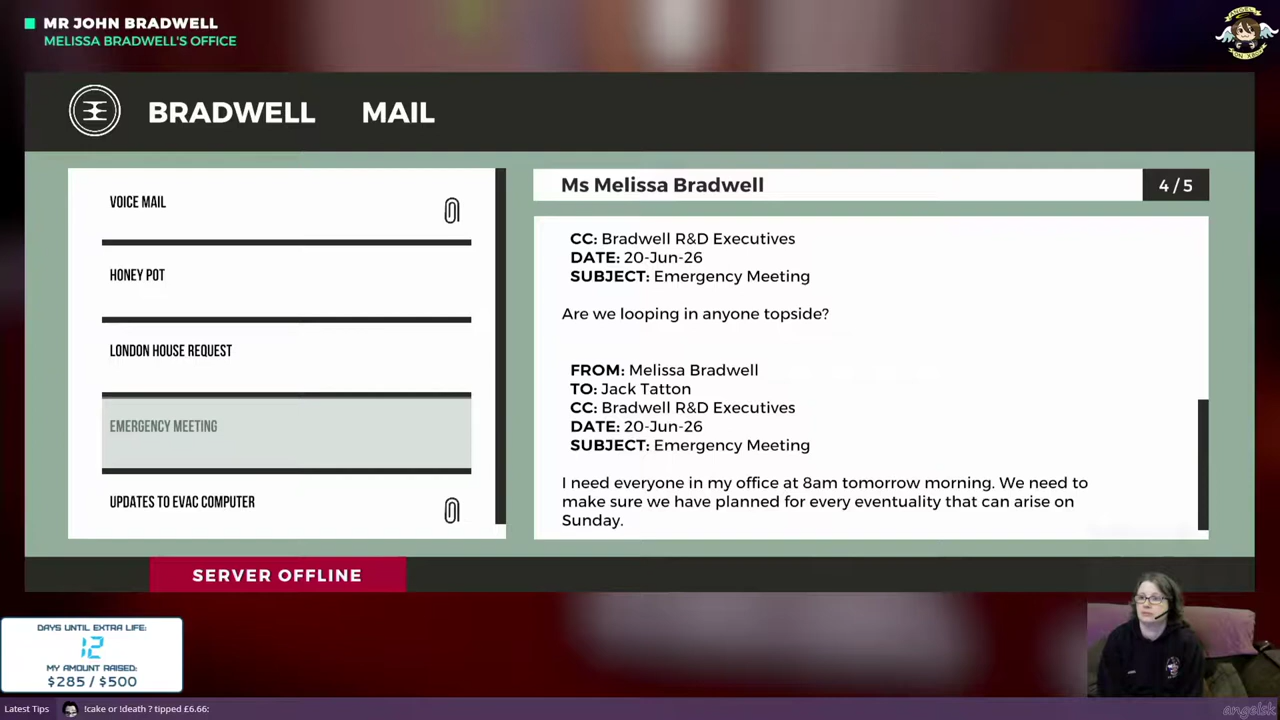 MR JOHN BRADWELL
MELISSA BRADWELL'S OFFICE
ANGEL
ON XBOX
BRADWELL MAIL
VOICE MAIL
HONEY POT
LONDON HOUSE REQUEST
EMERGENCY MEETING
UPDATES TO EVAC COMPUTER
Ms Melissa Bradwell
4 / 5
CC: Bradwell R&D Executives
DATE: 20-Jun-26
SUBJECT: Emergency Meeting
Are we looping in anyone topside?
FROM: Melissa Bradwell
TO: Jack Tatton
CC: Bradwell R&D Executives
DATE: 20-Jun-26
SUBJECT: Emergency Meeting
I need everyone in my office at 8am tomorrow morning. We need to
make sure we have planned for every eventuality that can arise on
Sunday.
SERVER OFFLINE
DAYS UNTIL EXTRA LIFE:
12
MY AMOUNT RAISED:
$285 / $500
Latest Tips !cake or !death ? tipped £6.66:
angelsk